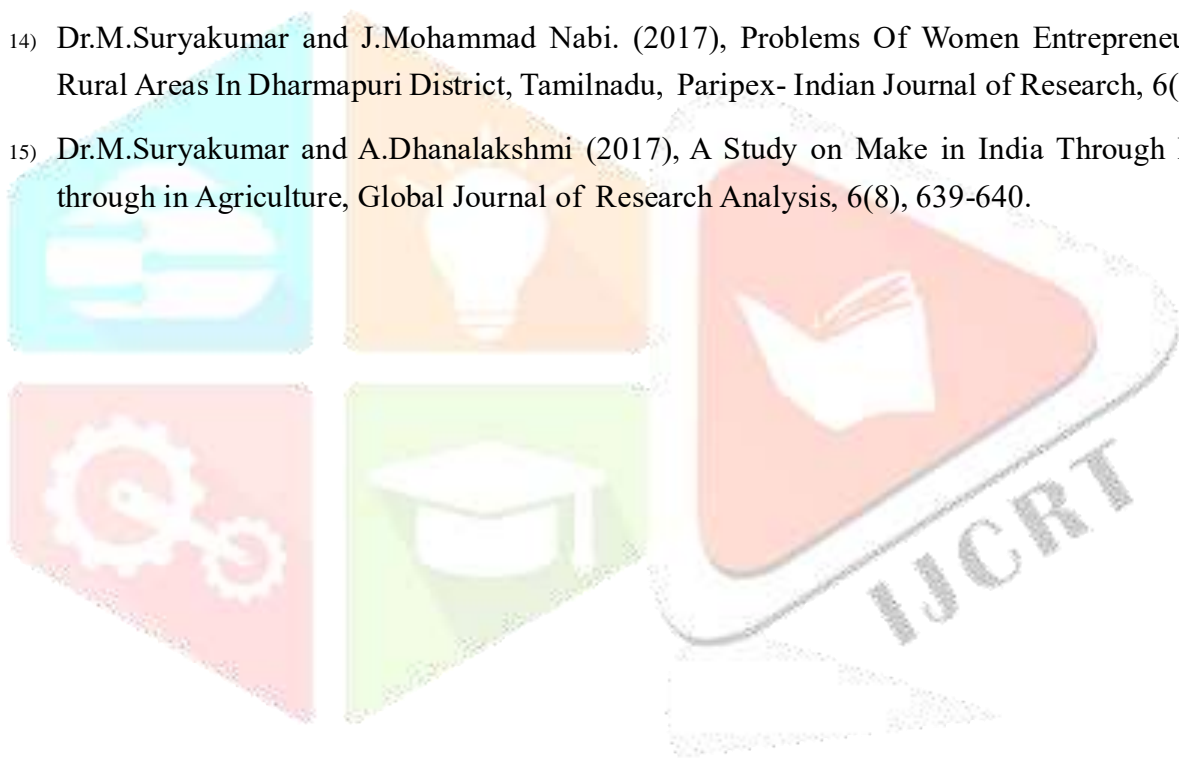 14) Dr.M.Suryakumar and J.Mohammad Nabi. (2017), Problems Of Women
Rural Areas In Dharmapuri District, Tamilnadu, Paripex- Indian Journal of Research, 6(
15) Dr.M.Suryakumar and A.Dhanalakshmi (2017), A Study on Make in India Through
through in Agriculture, Global Journal of Research Analysis, 6(8), 639-640.
IJCRT